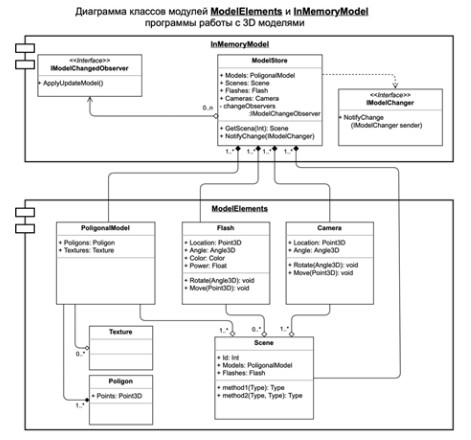 Диаграмма классов модулей ModelElements и InMemoryModel
программы работы с 3D моделями
InMemoryModel
<<Interface>>
IModelChangedObserver
+ ApplyUpdateModel()
ModelStore
+ Models: PoligonalModel
+ Scenes: Scene
+ Flashes: Flash
+ Cameras: Camera
- changeObservers
:IModelChangeObserver
+ GetScena(Int): Scene
+ NotifyChange(IModelChanger)
<<Interface>>
IModelChanger
+ NotifyChange
(IModelChanger sender)
0..n
1..*
1..*
1..*
1..*
ModelElements
PoligonalModel
+ Poligons: Poligon
+ Textures: Texture
Flash
+ Location: Point3D
+ Angle: Angle3D
+ Color: Color
+ Power: Float
+ Rotate(Angle3D): void
+ Move(Point3D): void
Camera
+ Location: Point3D
+ Angle: Angle3D
+ Rotate(Angle3D): void
+ Move(Point3D): void
1..*
0..*
1..*
Texture
0..*
Poligon
+ Points: Point3D
1..*
Scene
+ Id: Int
+ Models: PoligonalModel
+ Flashes: Flash
+ method1(Type): Type
+ method2(Type, Type): Type